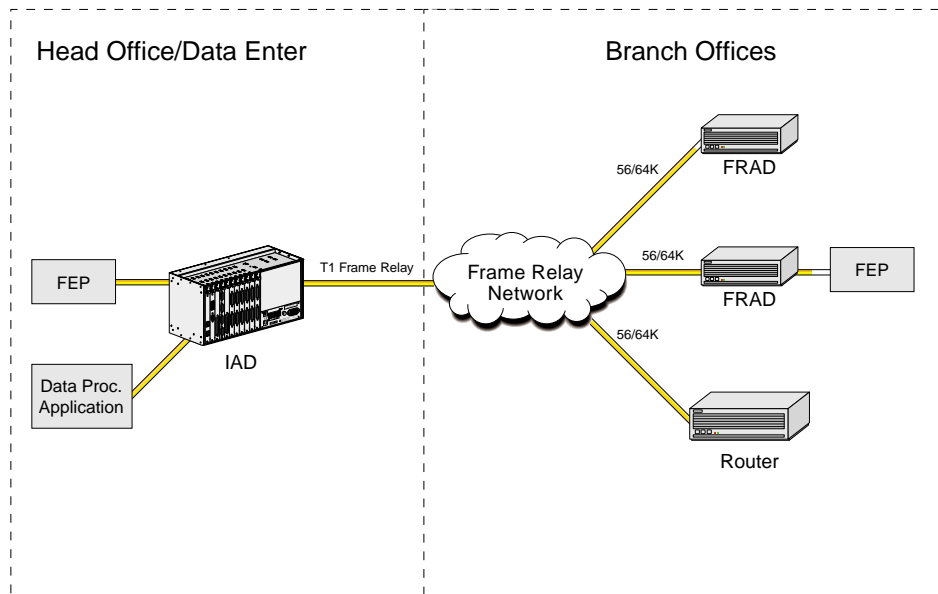 Head Office/Data Enter
Branch Offices
56/64K
FRAD
FEP
T1 Frame Relay
Frame Relay
Network
56/64K
FRAD
FEP
IAD
Data Proc.
Application
56/64K
Router